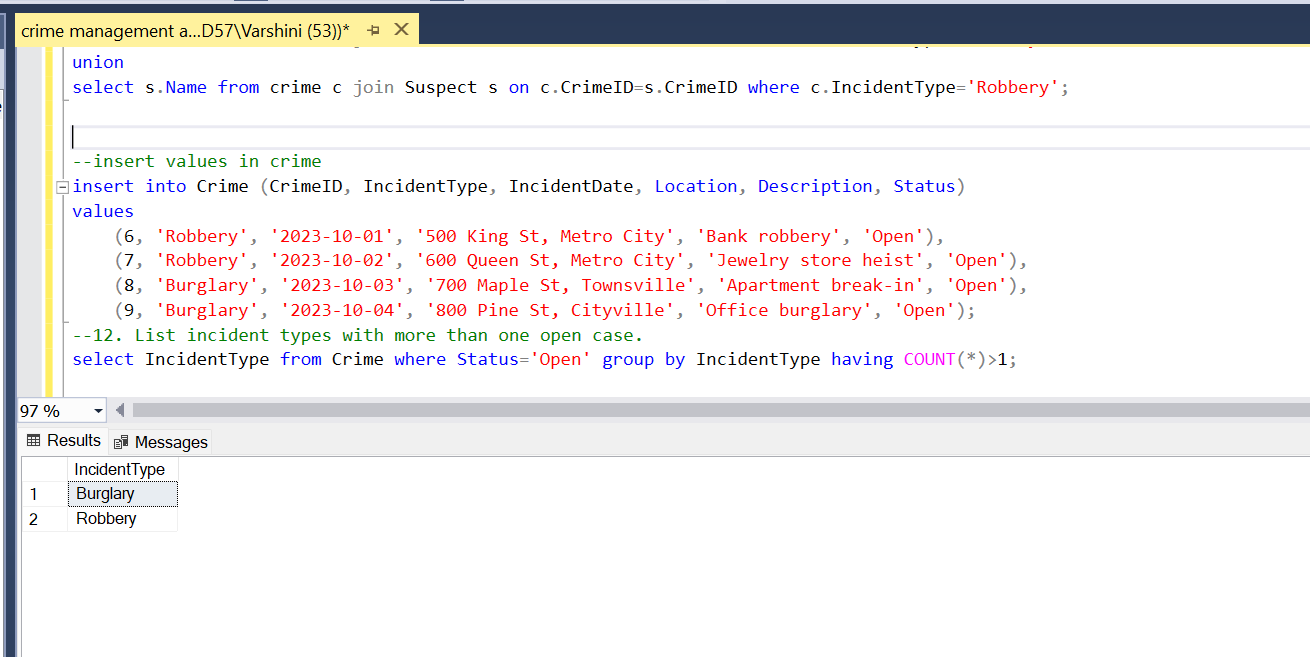 crime management a...D57\Varshini (53))*
union
select s.Name from crime c join Suspect s on c.CrimeID=s.CrimeID where c.IncidentType='Robbery';
--insert values in crime
insert into Crime (CrimeID, IncidentType, IncidentDate, Location, Description, Status)
values
(6, 'Robbery', '2023-10-01', '500 King St, Metro City', 'Bank robbery', 'Open'),
(7, 'Robbery', '2023-10-02', '600 Queen St, Metro City', 'Jewelry store heist', 'Open'),
(8, 'Burglary', '2023-10-03', '700 Maple St, Townsville', 'Apartment break-in', 'Open'),
(9, 'Burglary', '2023-10-04', '800 Pine St, Cityville', 'Office burglary', 'Open');
--12. List incident types with more than one open case.
select IncidentType from Crime where Status='Open' group by IncidentType having COUNT(*)>1;
97 %
Results Messages
IncidentType
1 Burglary
2 Robbery